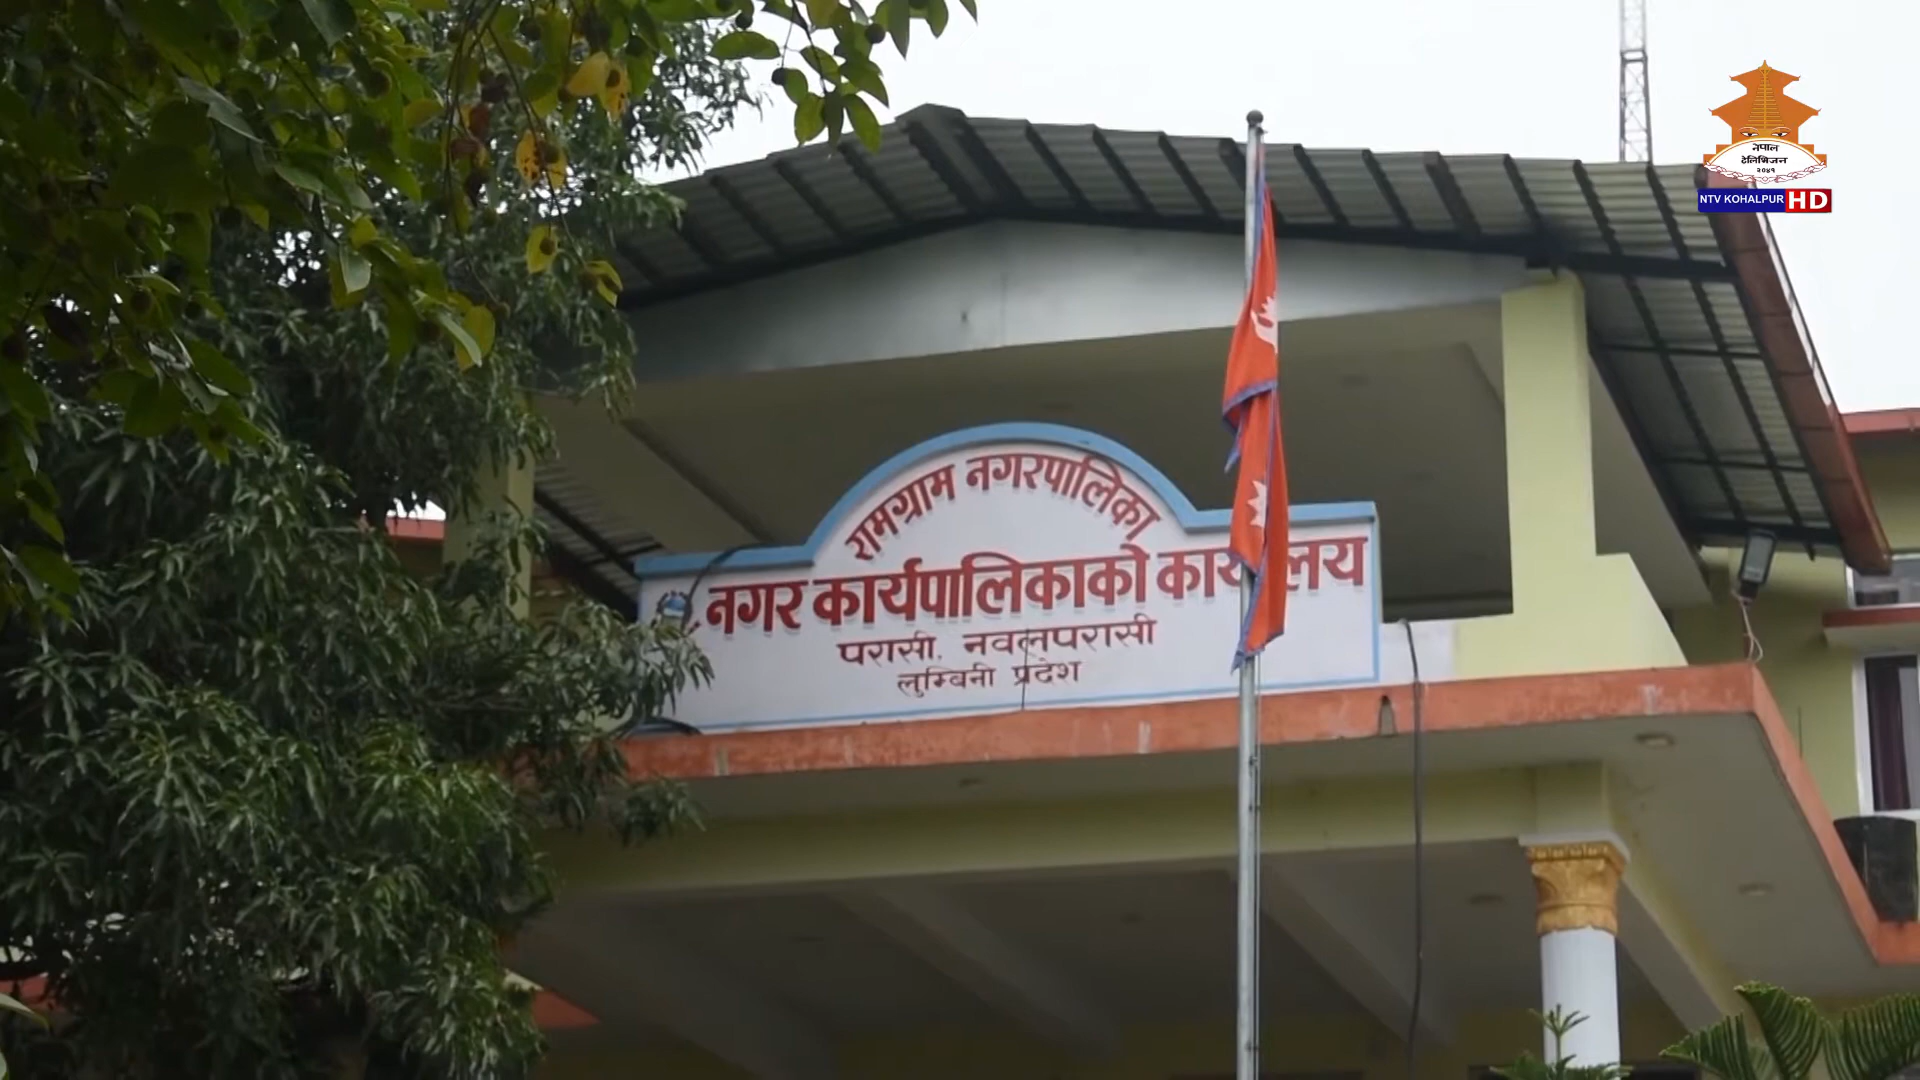 रामग्राम नगरपालिका
नगर कार्यपालिकाको कार्यालय
परासी, नवलपरासी
लुम्बिनी प्रदेश
नेपाल
टेलिभिजन
२०४१
NTV KOHALPUR HD